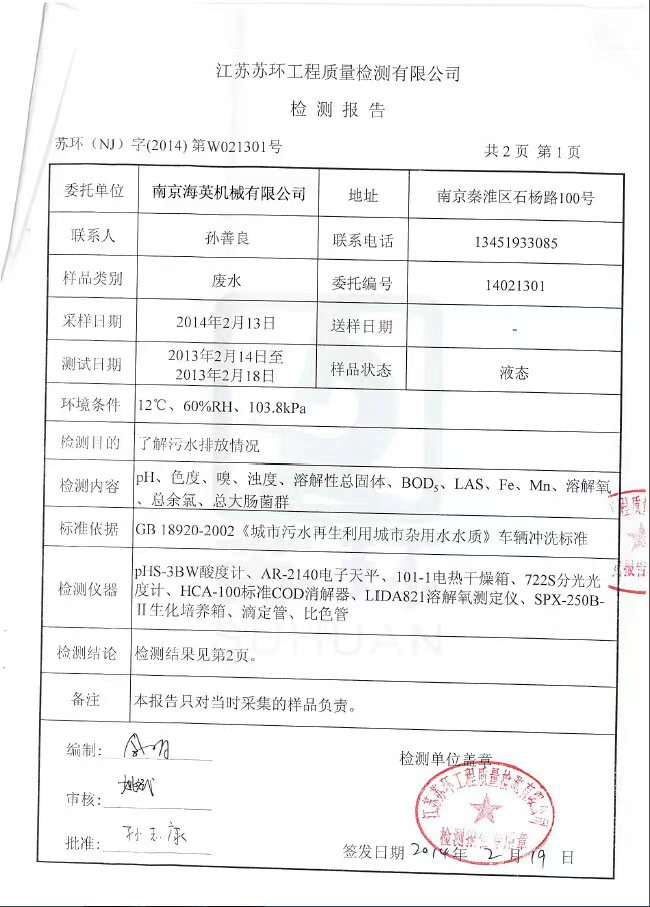 江苏苏环工程质量检测有限公司
检 测 报 告
苏环（NJ）字(2014) 第W021301号
共 2 页 第 1 页
委托单位 南京海英机械有限公司 地址 南京秦淮区石杨路100号
联系人 孙善良 联系电话 13451933085
样品类别 废水 委托编号 14021301
采样日期 2014年2月13日 送样日期 -
测试日期 2013年2月14日至
2013年2月18日 样品状态 液态
环境条件 12℃、60%RH、103.8kPa
检测目的 了解污水排放情况
检测内容 pH、色度、嗅、浊度、溶解性总固体、BOD₅、LAS、Fe、Mn、溶解氧
、总余氯、总大肠菌群
标准依据 GB 18920-2002《城市污水再生利用城市杂用水水质》车辆冲洗标准
检测仪器 pHS-3BW酸度计、AR-2140电子天平、101-1电热干燥箱、722S分光光
度计、HCA-100标准COD消解器、LIDA821溶解氧测定仪、SPX-250B-
Ⅱ生化培养箱、滴定管、比色管
检测结论 检测结果见第2页。
备注 本报告只对当时采集的样品负责。
编制:
检测单位盖章
审核:
江苏苏环工程质量检测有限公司
批准: 孙志康
签发日期 2014 年 2 月 19 日